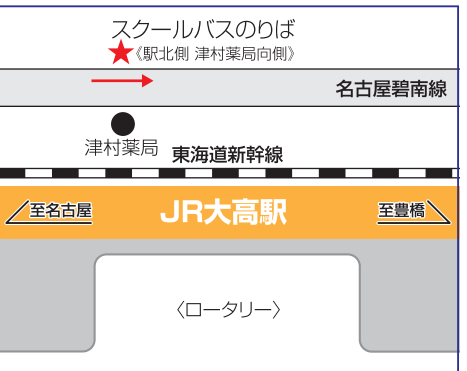 スクールバスのりば
★《駅北側 津村薬局向側》
名古屋碧南線
津村薬局
東海道新幹線
至名古屋
JR大高駅
至豊橋
〈ロータリー〉